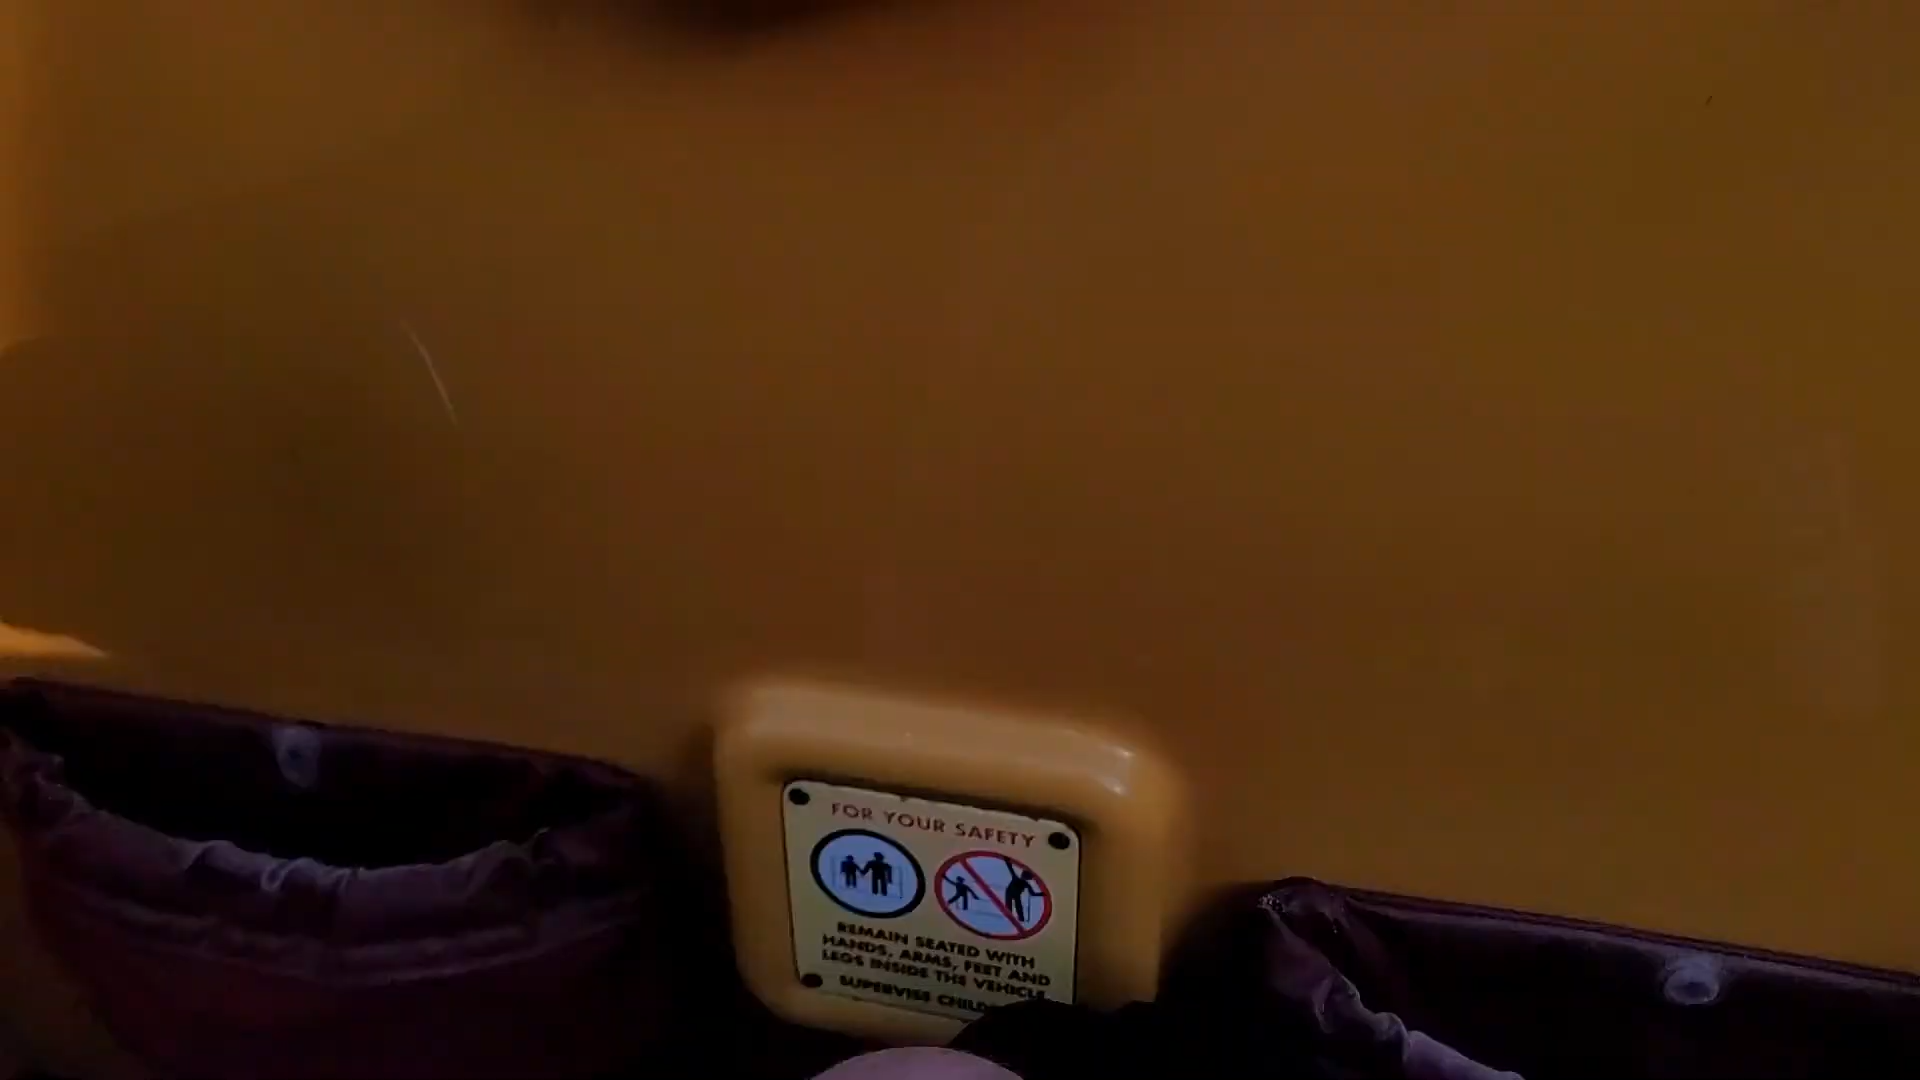 FOR YOUR SAFETY
REMAIN SEATED WITH
HANDS, ARMS, FEET AND
LEGS INSIDE THE VEHICLE
SUPERVISE